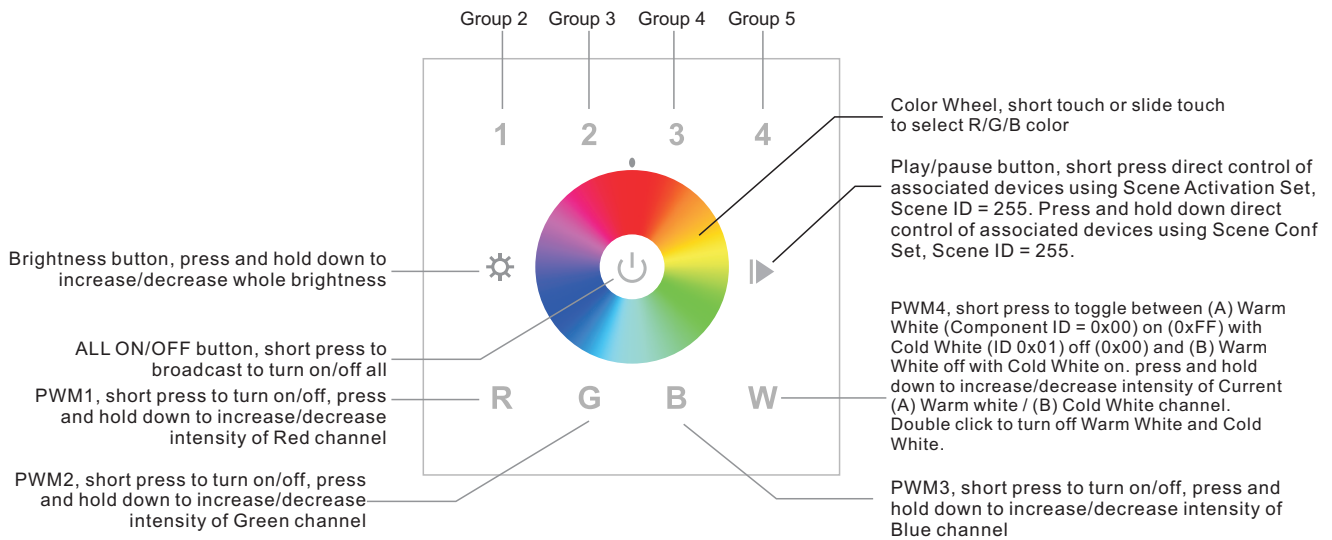 Group 2 Group 3 Group 4 Group 5
1 2 3 4
Color Wheel, short touch or slide touch
to select R/G/B color
Play/pause button, short press direct control of
associated devices using Scene Activation Set,
Scene ID = 255. Press and hold down direct
control of associated devices using Scene Conf
Set, Scene ID = 255.
Brightness button, press and hold down to
increase/decrease whole brightness
ALL ON/OFF button, short press to
broadcast to turn on/off all
PWM1, short press to turn on/off, press
and hold down to increase/decrease
intensity of Red channel
R G B W
PWM4, short press to toggle between (A) Warm
White (Component ID = 0x00) on (0xFF) with
Cold White (ID 0x01) off (0x00) and (B) Warm
White off with Cold White on. press and hold
down to increase/decrease intensity of Current
(A) Warm white / (B) Cold White channel.
Double click to turn off Warm White and Cold
White.
PWM2, short press to turn on/off, press
and hold down to increase/decrease
intensity of Green channel
PWM3, short press to turn on/off, press and
hold down to increase/decrease intensity of
Blue channel